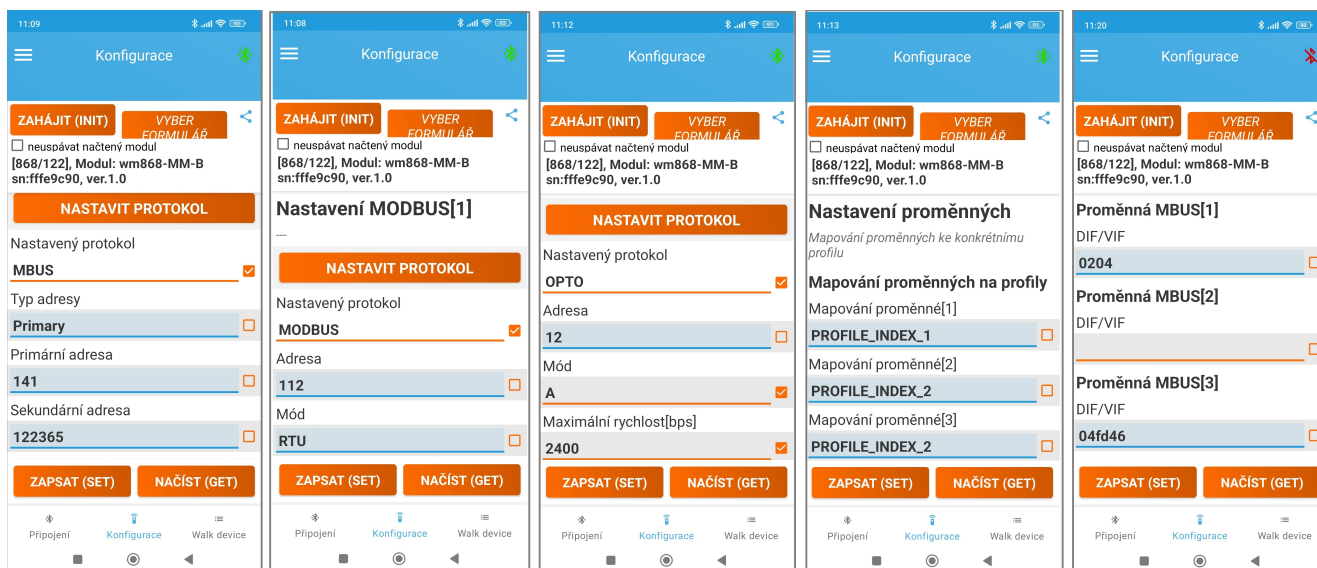 11:09
Konfigurace
ZAHÁJIT (INIT)
VYBER
FORMULÁŘ
neuspávat načtený modul
[868/122], Modul: wm868-MM-B
sn:fffe9c90, ver.1.0
NASTAVIT PROTOKOL
Nastavený protokol
MBUS
Typ adresy
Primary
Primární adresa
141
Sekundární adresa
122365
ZAPSAT (SET)
NAČÍST (GET)
Připojení
Konfigurace
Walk device
11:08
Konfigurace
ZAHÁJIT (INIT)
VYBER
FORMULÁŘ
neuspávat načtený modul
[868/122], Modul: wm868-MM-B
sn:fffe9c90, ver.1.0
Nastavení MODBUS[1]
---
NASTAVIT PROTOKOL
Nastavený protokol
MODBUS
Adresa
112
Mód
RTU
ZAPSAT (SET)
NAČÍST (GET)
Připojení
Konfigurace
Walk device
11:12
Konfigurace
ZAHÁJIT (INIT)
VYBER
FORMULÁŘ
neuspávat načtený modul
[868/122], Modul: wm868-MM-B
sn:fffe9c90, ver.1.0
NASTAVIT PROTOKOL
Nastavený protokol
OPTO
Adresa
12
Mód
A
Maximální rychlost[bps]
2400
ZAPSAT (SET)
NAČÍST (GET)
Připojení
Konfigurace
Walk device
11:13
Konfigurace
ZAHÁJIT (INIT)
VYBER
FORMULÁŘ
neuspávat načtený modul
[868/122], Modul: wm868-MM-B
sn:fffe9c90, ver.1.0
Nastavení proměnných
Mapování proměnných ke konkrétnímu
profilu
Mapování proměnných na profily
Mapování proměnné[1]
PROFILE_INDEX_1
Mapování proměnné[2]
PROFILE_INDEX_2
Mapování proměnné[3]
PROFILE_INDEX_2
ZAPSAT (SET)
NAČÍST (GET)
Připojení
Konfigurace
Walk device
11:20
Konfigurace
ZAHÁJIT (INIT)
VYBER
FORMULÁŘ
neuspávat načtený modul
[868/122], Modul: wm868-MM-B
sn:fffe9c90, ver.1.0
Proměnná MBUS[1]
DIF/VIF
0204
Proměnná MBUS[2]
DIF/VIF
Proměnná MBUS[3]
DIF/VIF
04fd46
ZAPSAT (SET)
NAČÍST (GET)
Připojení
Konfigurace
Walk device